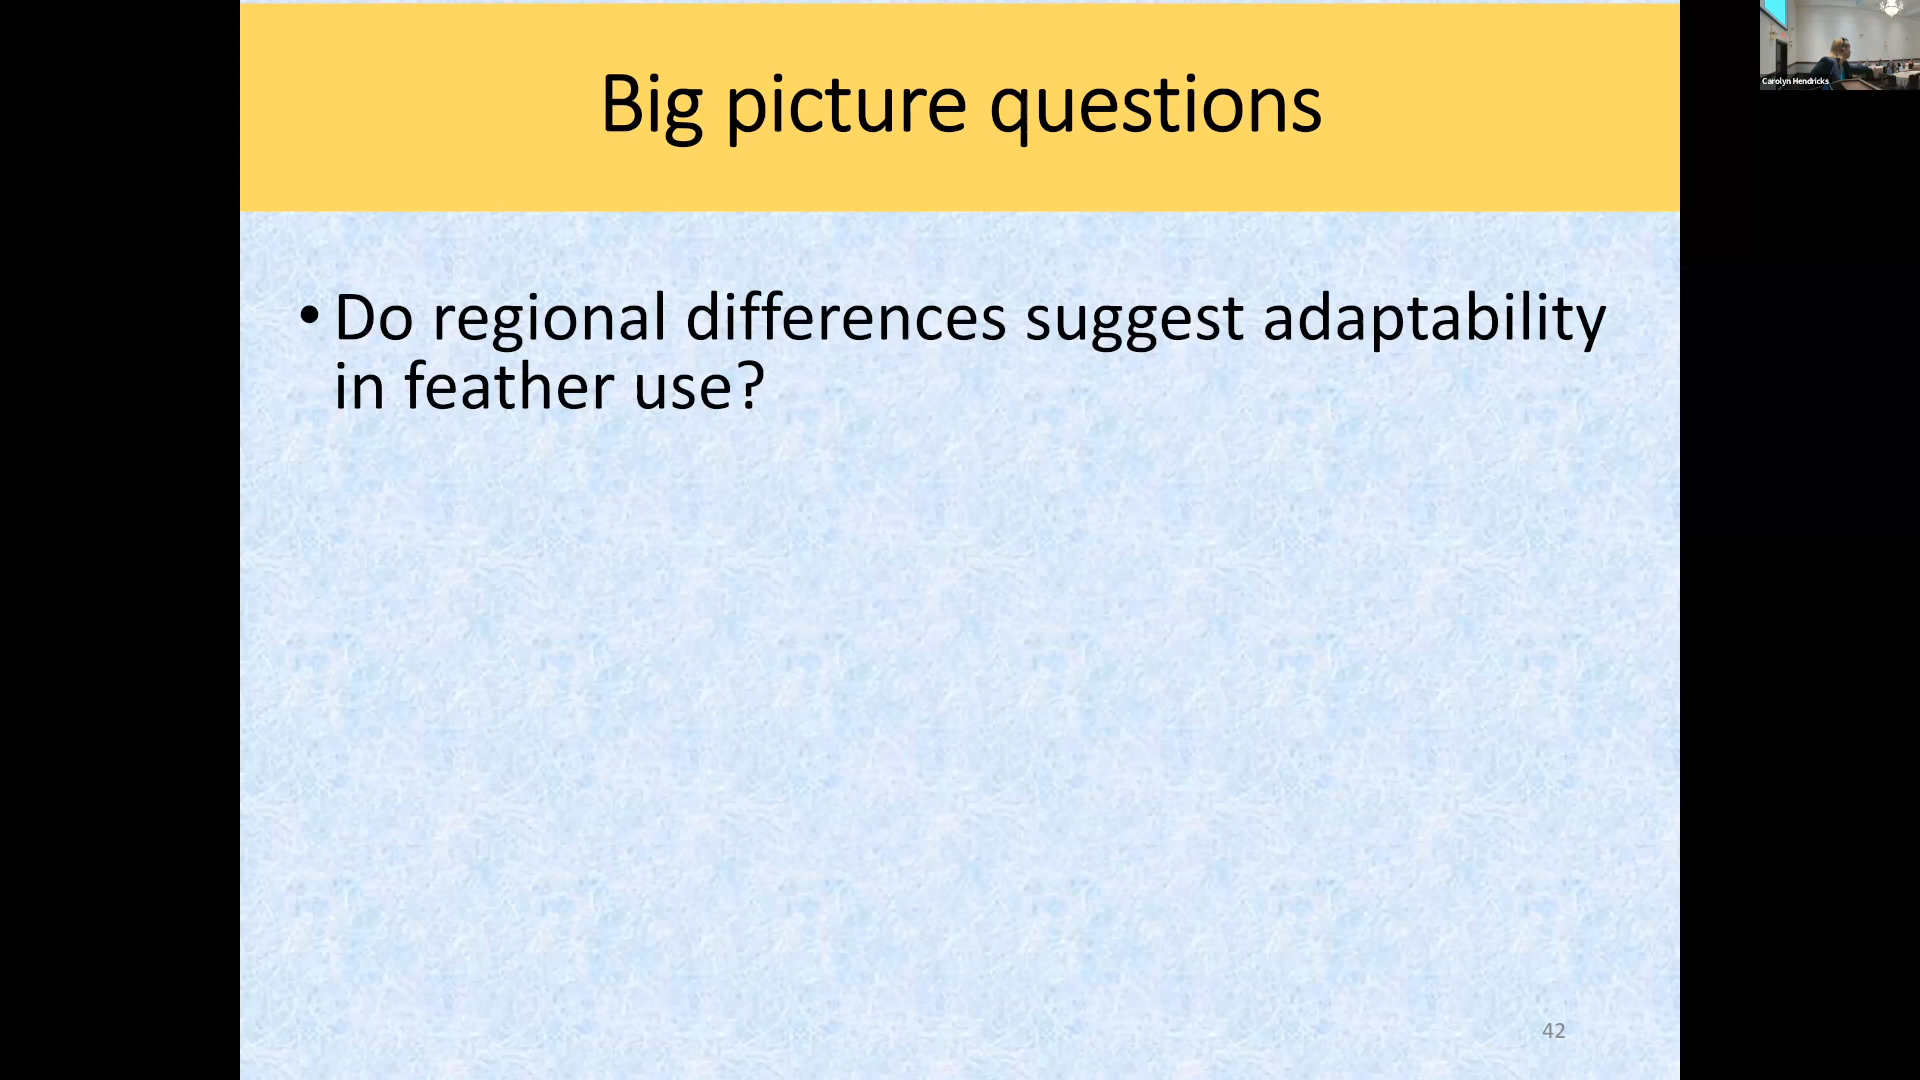 Big picture questions
Carolyn Hendricks
• Do regional differences suggest adaptability
in feather use?
42